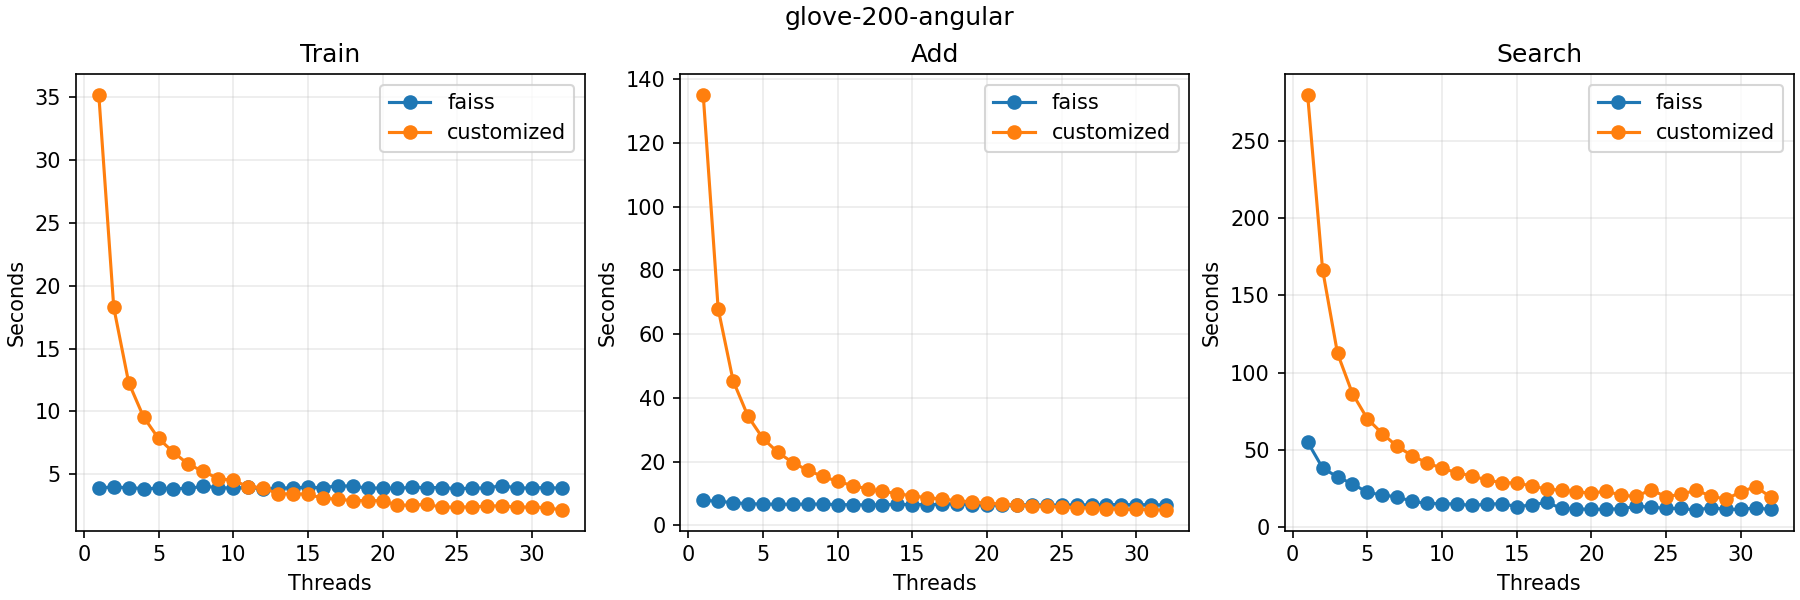 glove-200-angular
Train
Seconds
35
30
25
20
15
10
5
0 5 10 15 20 25 30
Threads
faiss
customized
Add
Seconds
140
120
100
80
60
40
20
0
0 5 10 15 20 25 30
Threads
faiss
customized
Search
Seconds
250
200
150
100
50
0
0 5 10 15 20 25 30
Threads
faiss
customized